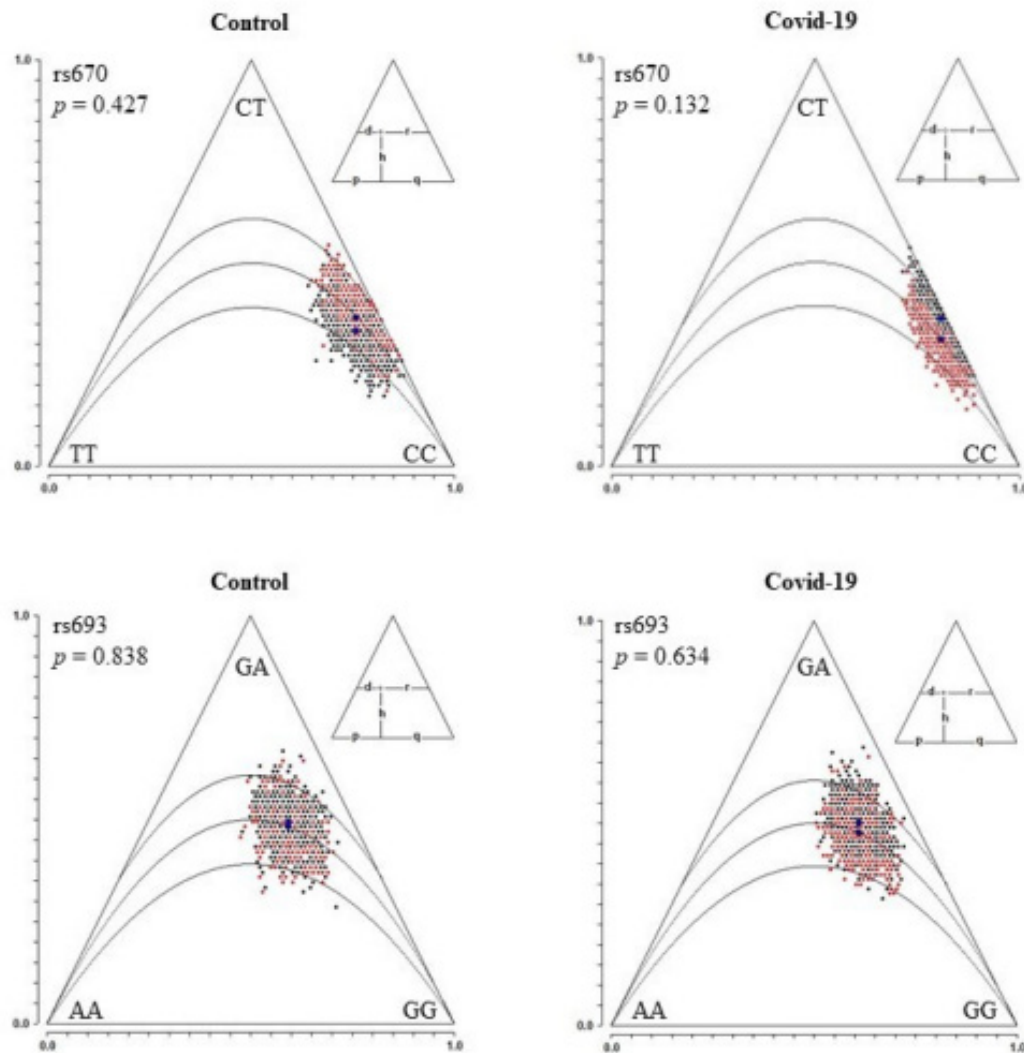 Control
Covid-19
1.0
rs670
p = 0.427
CT
d r
h
p q
TT
CC
0.0
0.0
1.0
1.0
rs670
p = 0.132
CT
d r
h
p q
TT
CC
0.0
0.0
1.0
Control
Covid-19
1.0
rs693
p = 0.838
GA
d r
h
p q
AA
GG
0.0
0.0
1.0
1.0
rs693
p = 0.634
GA
d r
h
p q
AA
GG
0.0
0.0
1.0